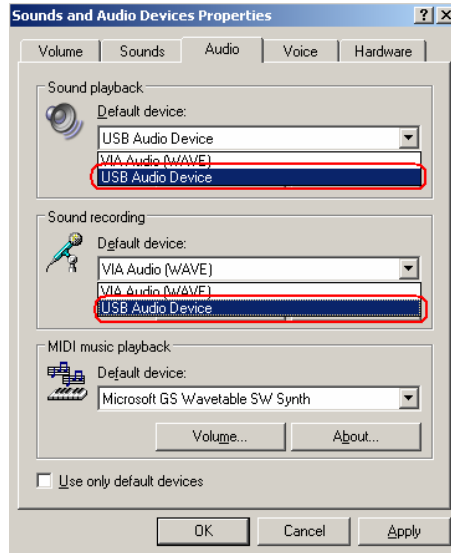 Sounds and Audio Devices Properties
Volume Sounds Audio Voice Hardware
Sound playback
Default device:
USB Audio Device
VIA Audio (WAVE)
USB Audio Device
Sound recording
Default device:
VIA Audio (WAVE)
VIA Audio (WAVE)
USB Audio Device
MIDI music playback
Default device:
Microsoft GS Wavetable SW Synth
Volume... About...
Use only default devices
OK Cancel Apply